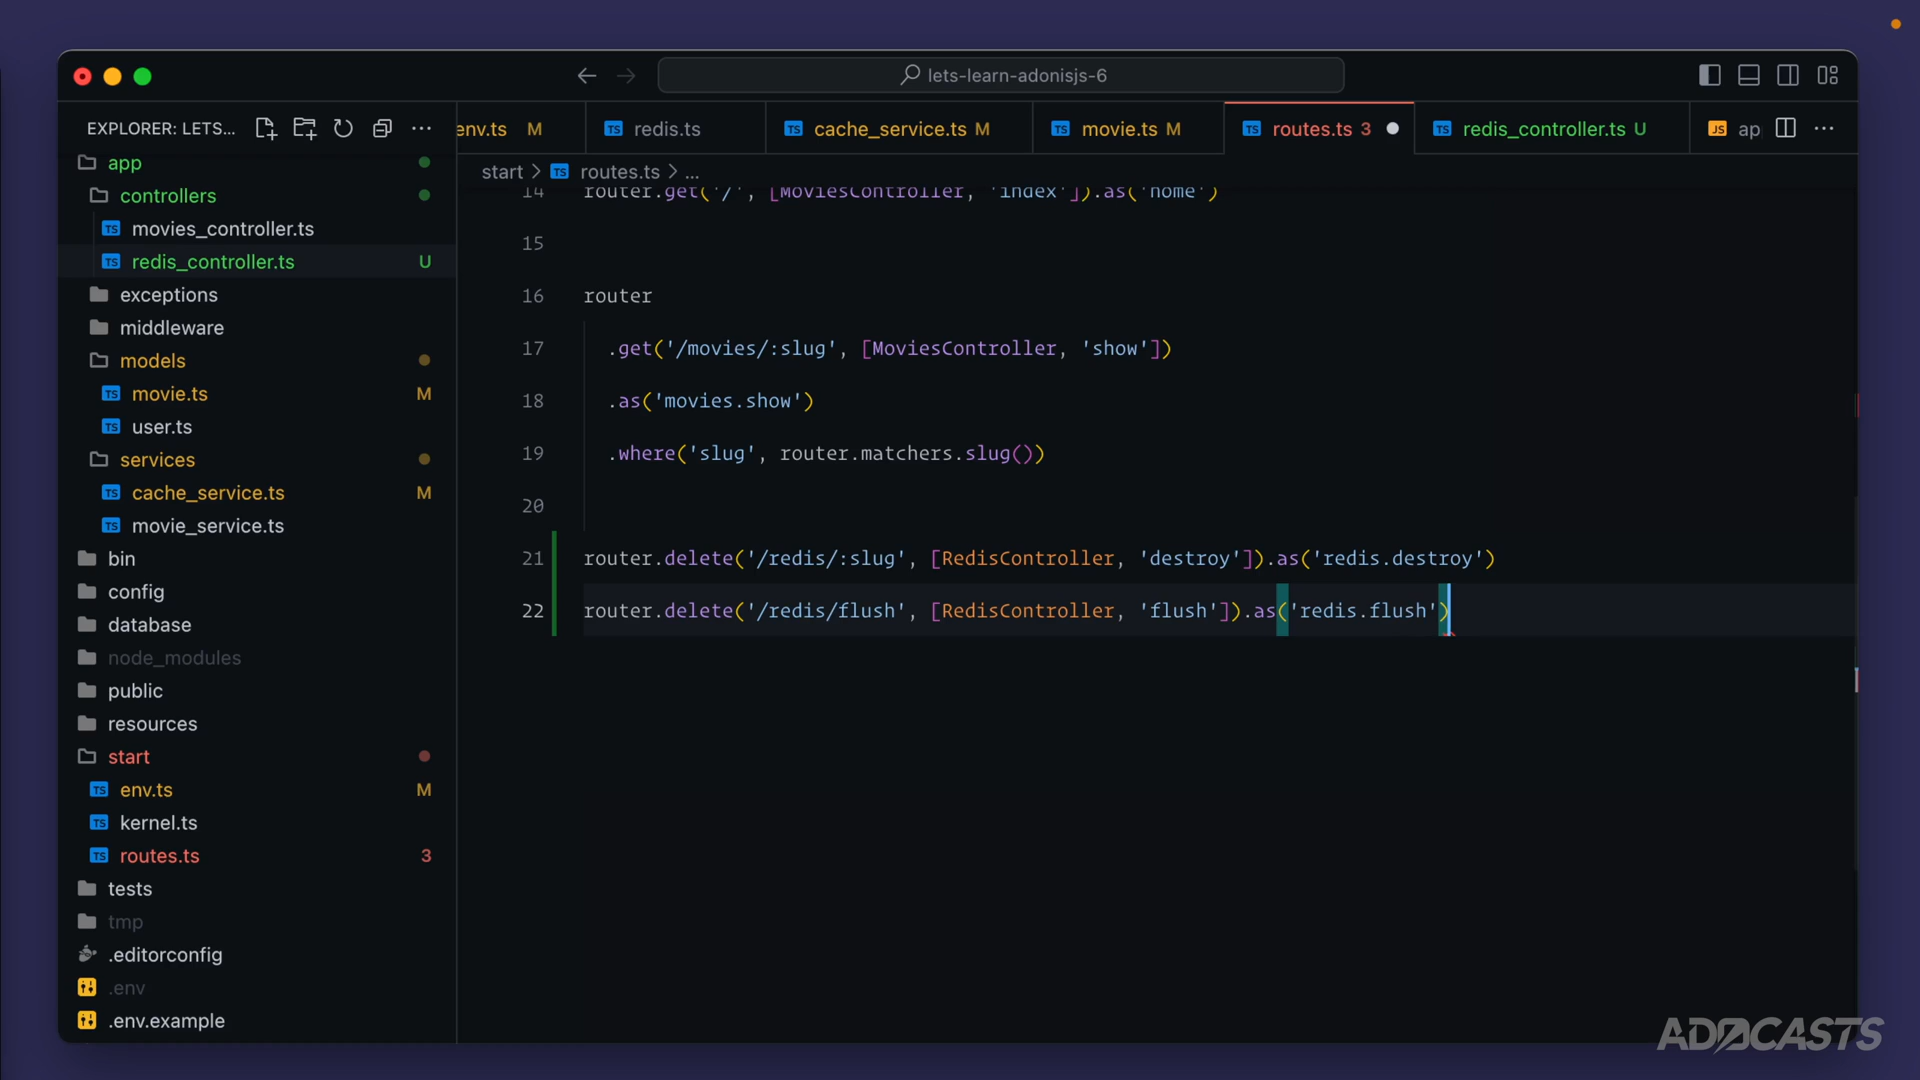 lets-learn-adonisjs-6
EXPLORER: LETS...
env.ts M
redis.ts
cache_service.ts M
movie.ts M
routes.ts 3
redis_controller.ts U
ap
start > routes.ts > ...
app
controllers
movies_controller.ts
redis_controller.ts U
exceptions
middleware
models
movie.ts M
user.ts
services
cache_service.ts M
movie_service.ts
bin
config
database
node_modules
public
resources
start
env.ts M
kernel.ts
routes.ts 3
tests
tmp
.editorconfig
.env
.env.example
14 router.get('/', [MoviesController, 'index']).as('home')
15
16 router
17 .get('/movies/:slug', [MoviesController, 'show'])
18 .as('movies.show')
19 .where('slug', router.matchers.slug())
20
21 router.delete('/redis/:slug', [RedisController, 'destroy']).as('redis.destroy')
22 router.delete('/redis/flush', [RedisController, 'flush']).as('redis.flush')
ADOCASTS